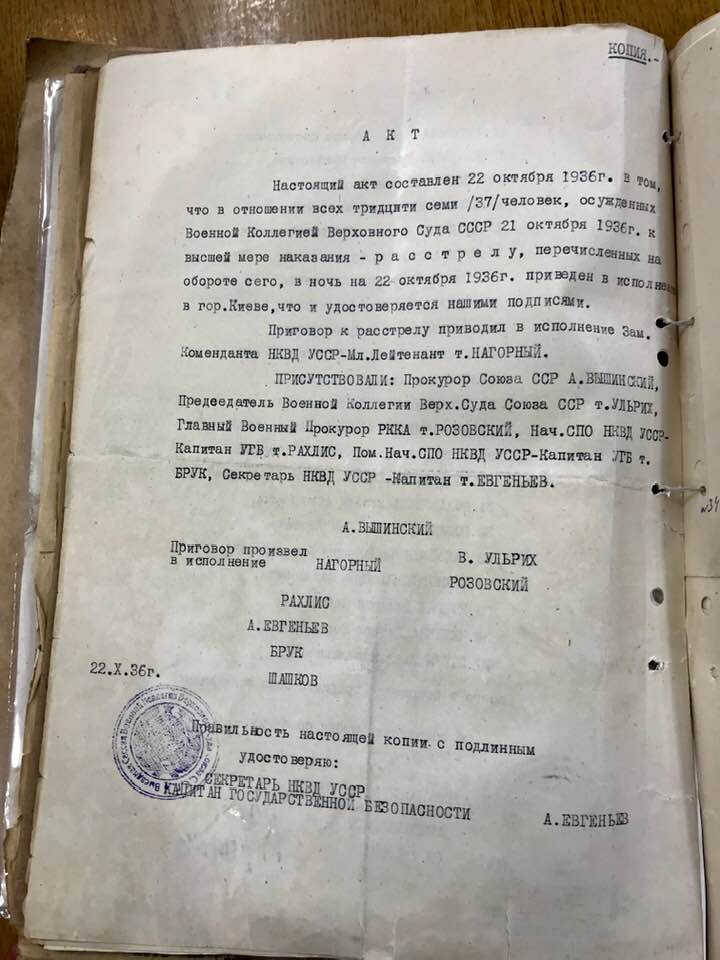 КОПИЯ.-
А К Т
Настоящий акт составлен 22 октября 1936г. в том,
что в отношении всех тридцити семи /37/человек, осужденных
Военной Коллегией Верховного Суда СССР 21 октября 1936г. к
высшей мере наказания - р а с с т р е л у, перечисленных на
обороте сего, в ночь на 22 октября 1936г. приведен в исполнение
в гор.Киеве,что и удостоверяется нашими подписями.
Приговор к расстрелу приводил в исполнение Зам.
Коменданта НКВД УССР-Мл.Лейтенант т.НАГОРНЫЙ.
ПРИСУТСТВОВАЛИ: Прокурор Союза ССР А.ВЫШИНСКИЙ,
Председатель Военной Коллегии Верх.Суда Союза ССР т.УЛЬРИХ,
Главный Военный Прокурор РККА т.РОЗОВСКИЙ, Нач.СПО НКВД УССР-
Капитан УГБ т.РАХЛИС, Пом.Нач.СПО НКВД УССР-Капитан УГБ т.
БРУК, Секретарь НКВД УССР -Капитан т.ЕВГЕНЬЕВ.
А.ВЫШИНСКИЙ
Приговор произвел
в исполнение НАГОРНЫЙ В. УЛЬРИХ
РОЗОВСКИЙ
РАХЛИС
А.ЕВГЕНЬЕВ
БРУК
22.X.36г. ШАШКОВ
Правильность настоящей копии с подлинным
удостоверяю:
СЕКРЕТАРЬ НКВД УССР
КАПИТАН ГОСУДАРСТВЕННОЙ БЕЗОПАСНОСТИ А.ЕВГЕНЬЕВ